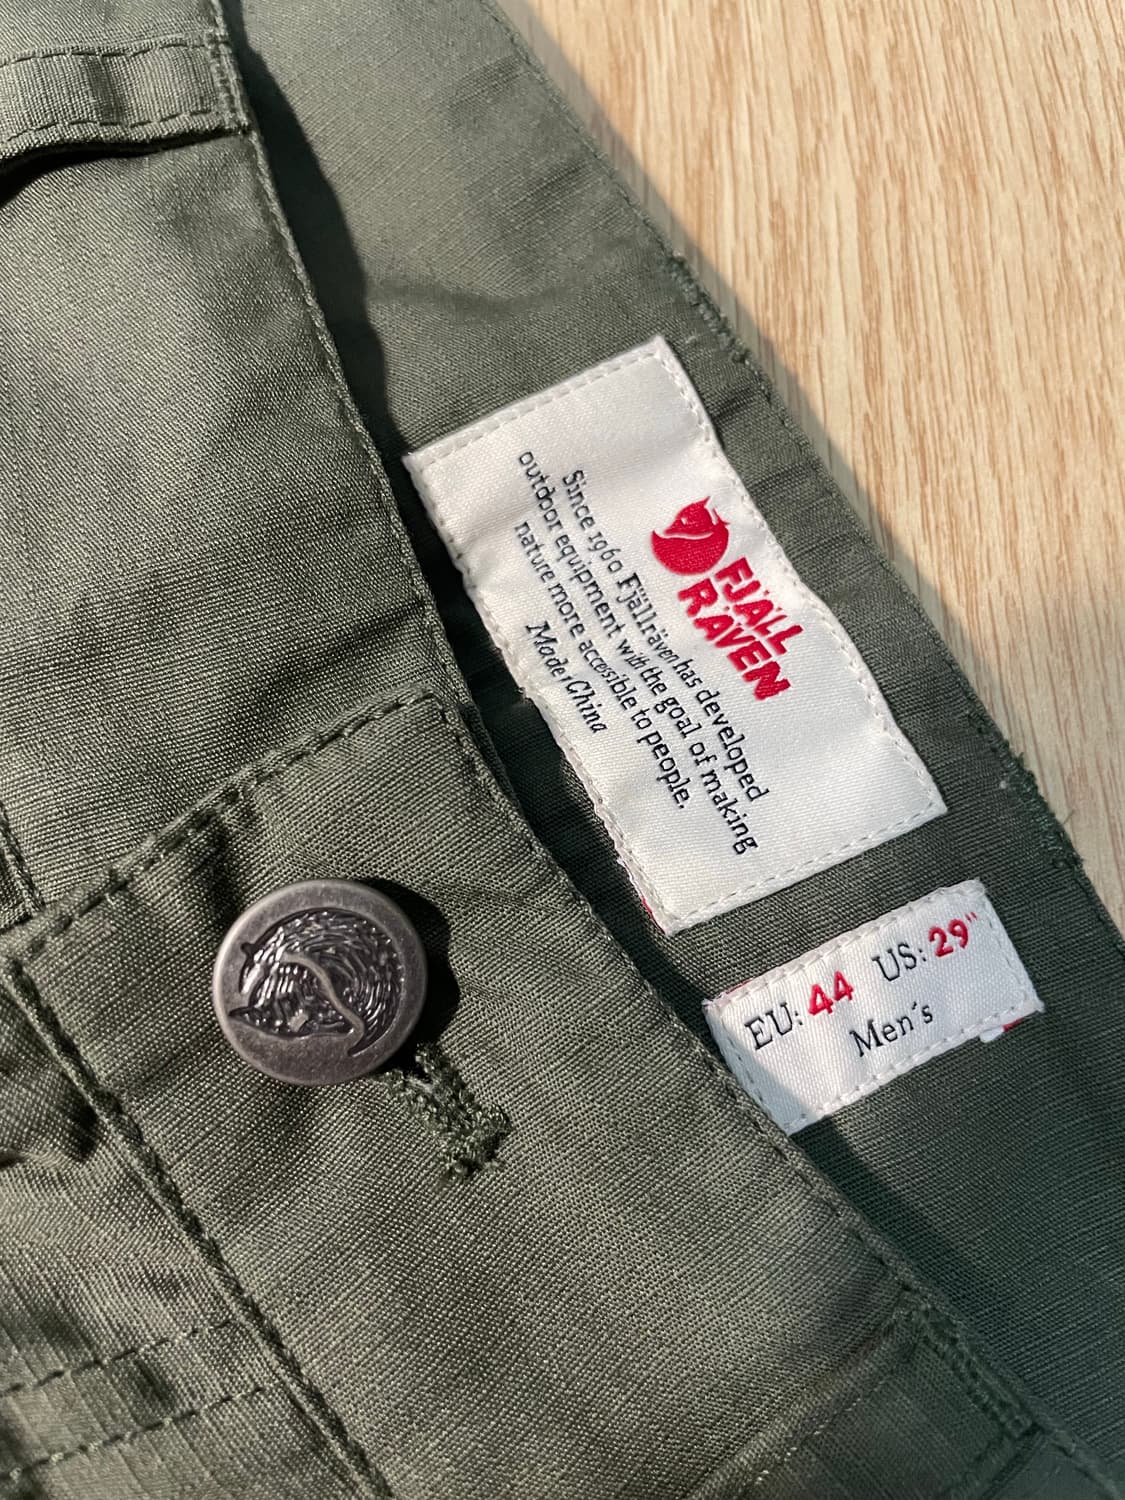 FJÄLL
RÄVEN
Since 1960 Fjällräven has developed
outdoor equipment with the goal of making
nature more accessible to people.
Made China
EU: 44 US: 29"
Men´s